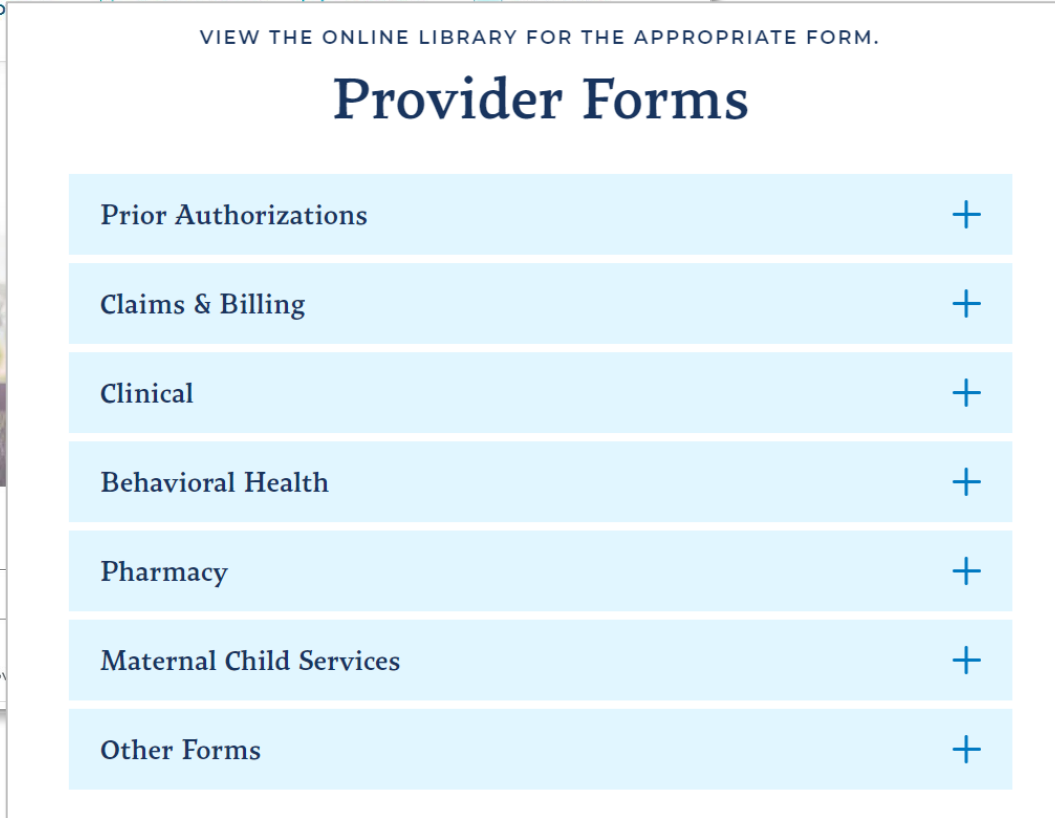 VIEW THE ONLINE LIBRARY FOR THE APPROPRIATE FORM.
Provider Forms
Prior Authorizations
Claims & Billing
Clinical
Behavioral Health
Pharmacy
Maternal Child Services
Other Forms